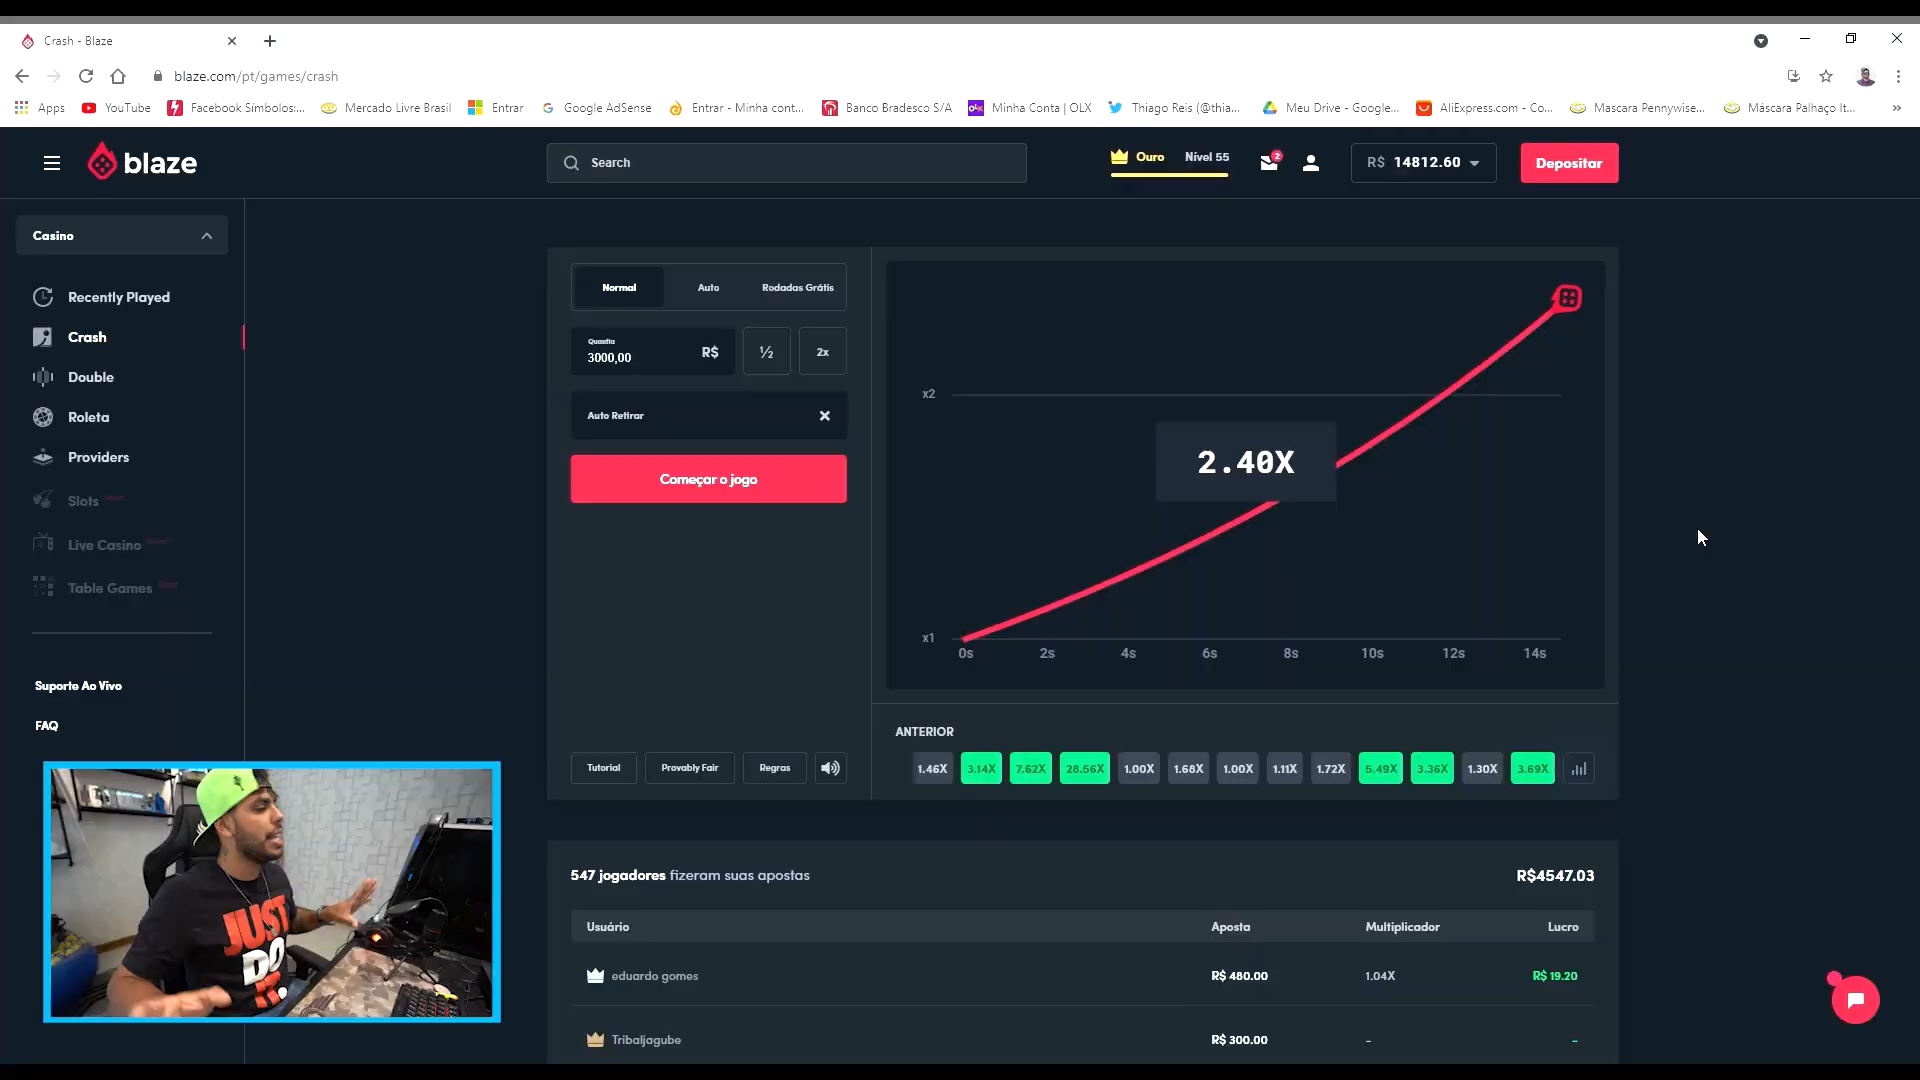 Crash - Blaze
blaze.com/pt/games/crash
Apps YouTube Facebook Símbolos:... Mercado Livre Brasil Entrar Google AdSense Entrar - Minha cont... Banco Bradesco S/A Minha Conta | OLX Thiago Reis (@thia... Meu Drive - Google... AliExpress.com - Co... Mascara Pennywise... Máscara Palhaço It... »
blaze
Search
Ouro Nível 55
2
R$ 14812.60
Depositar
Casino
Recently Played
Crash
Double
Roleta
Providers
Slots
Live Casino
Table Games
Suporte Ao Vivo
FAQ
Normal Auto Rodadas Grátis
Quantia
3000,00 R$ ½ 2x
Auto Retirar
Começar o jogo
Tutorial Provably Fair Regras
x2
2.40X
x1
0s 2s 4s 6s 8s 10s 12s 14s
ANTERIOR
1.46X 3.14X 7.62X 28.56X 1.00X 1.68X 1.00X 1.11X 1.72X 5.49X 3.36X 1.30X 3.69X
547 jogadores fizeram suas apostas R$4547.03
Usuário Aposta Multiplicador Lucro
eduardo gomes R$ 480.00 1.04X R$ 19.20
Tribaljagube R$ 300.00 - -
JUST
DO
IT.